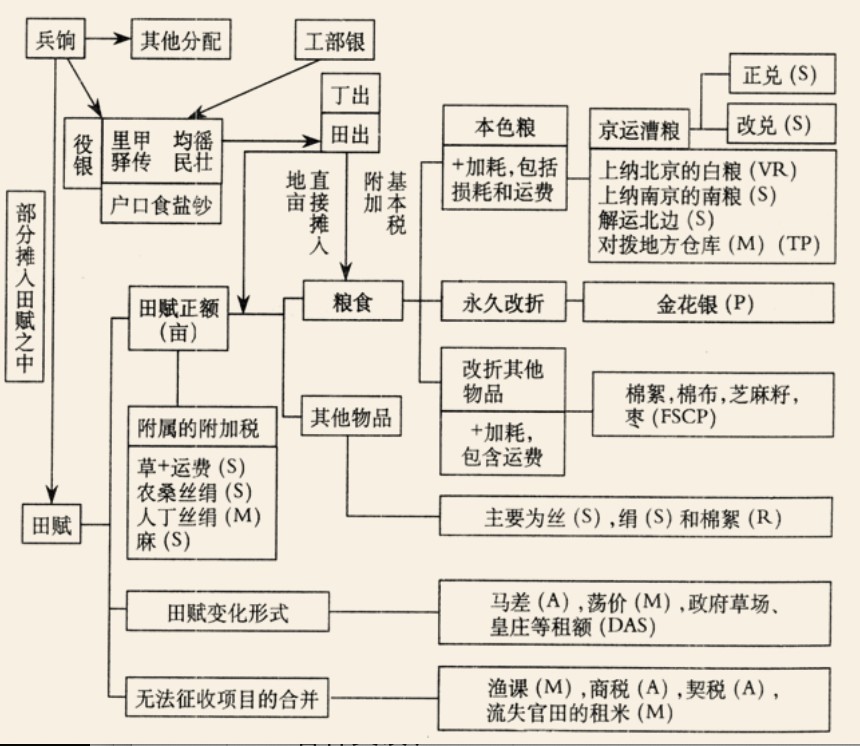 兵饷
其他分配
工部银
丁出
田出
役银
里甲 均徭
驿传 民壮
户口食盐钞
部分摊入田赋之中
直接摊入
地亩
基本税
附加
本色粮
+加耗,包括
损耗和运费
京运漕粮
正兑 (S)
改兑 (S)
上纳北京的白粮 (VR)
上纳南京的南粮 (S)
解运北边 (S)
对拨地方仓库 (M) (TP)
田赋正额
(亩)
粮食
永久改折
金花银 (P)
改折其他
物品
+加耗,
包含运费
棉絮,棉布,芝麻籽,
枣 (FSCP)
附属的附加税
草+运费 (S)
农桑丝绢 (S)
人丁丝绢 (M)
麻 (S)
其他物品
主要为丝 (S) ,绢 (S) 和棉絮 (R)
田赋
田赋变化形式
马差 (A) ,荡价 (M) ,政府草场、
皇庄等租额 (DAS)
无法征收项目的合并
渔课 (M) ,商税 (A) ,契税 (A) ,
流失官田的租米 (M)